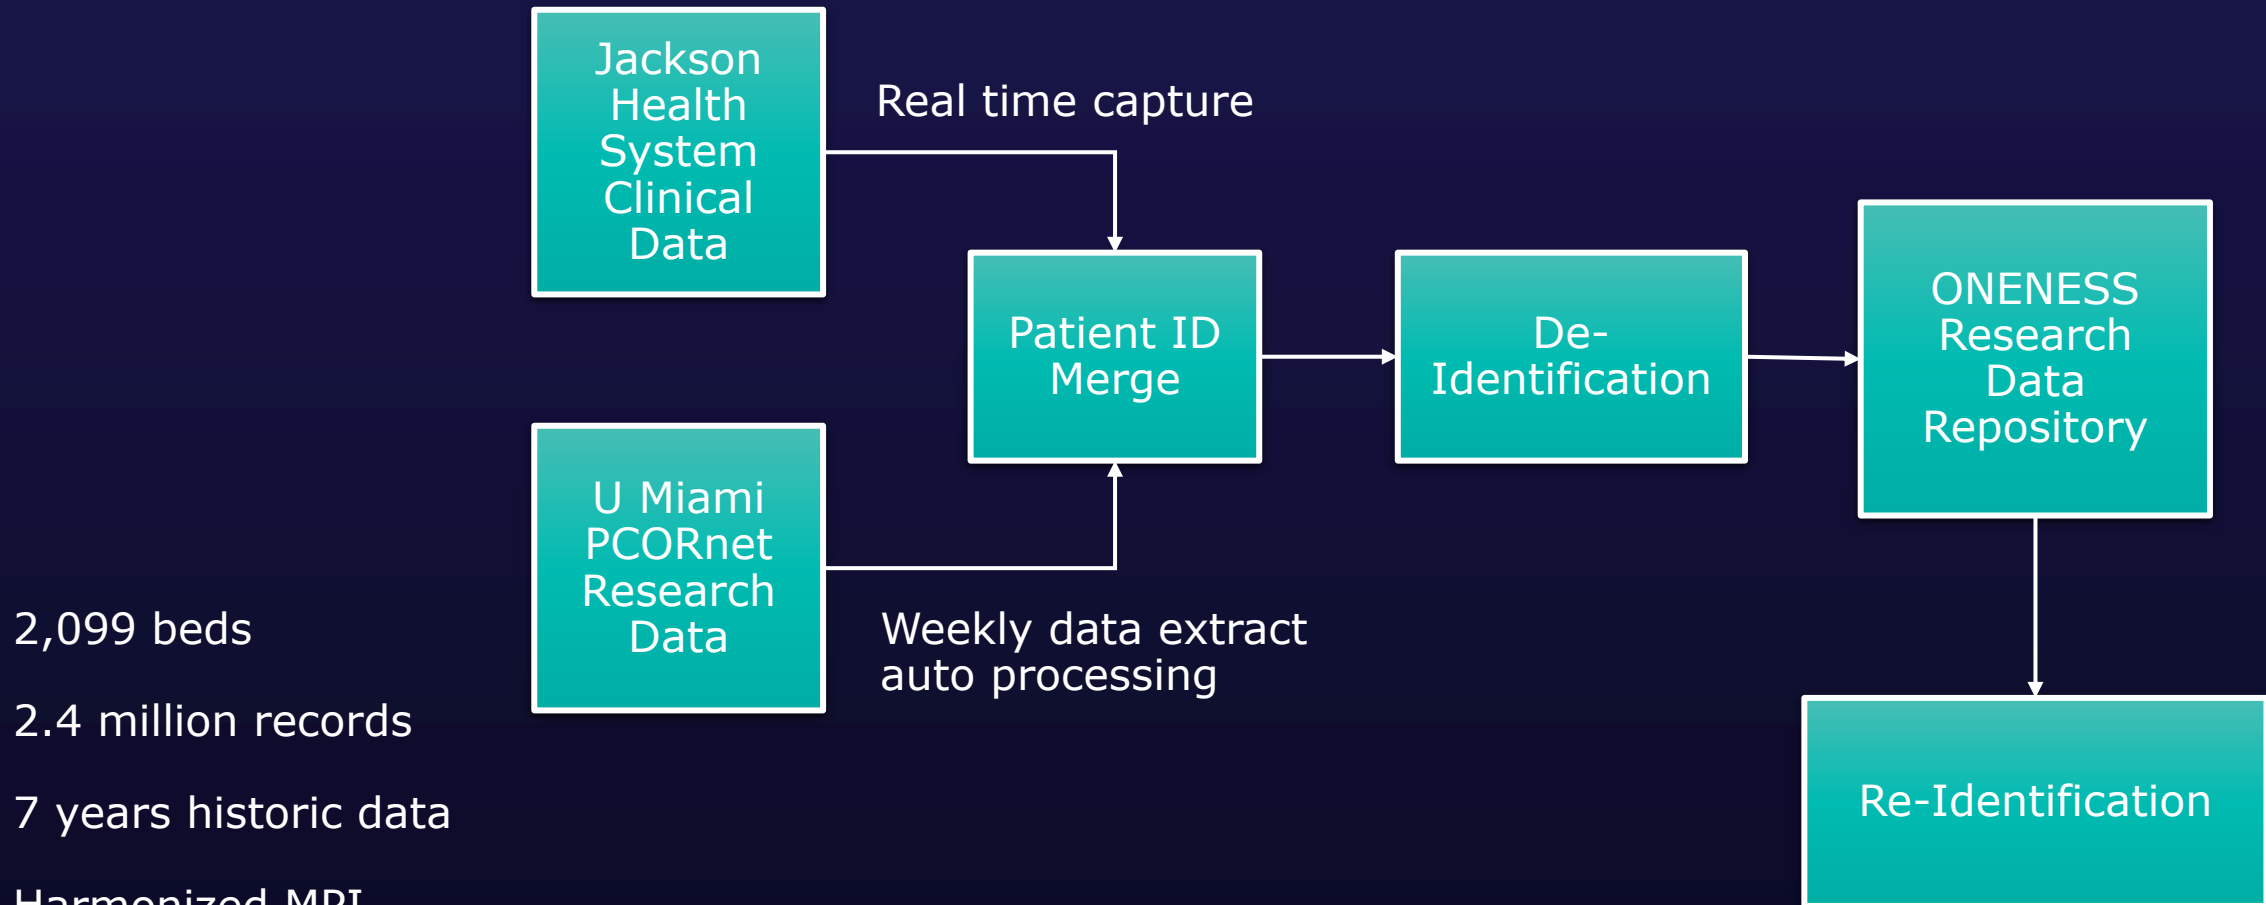 Jackson
Health
System
Clinical
Data
Real time capture
Patient ID
Merge
De-
Identification
ONENESS
Research
Data
Repository
U Miami
PCORnet
Research
Data
Weekly data extract
auto processing
2,099 beds
2.4 million records
7 years historic data
Harmonized MPI
Re-Identification